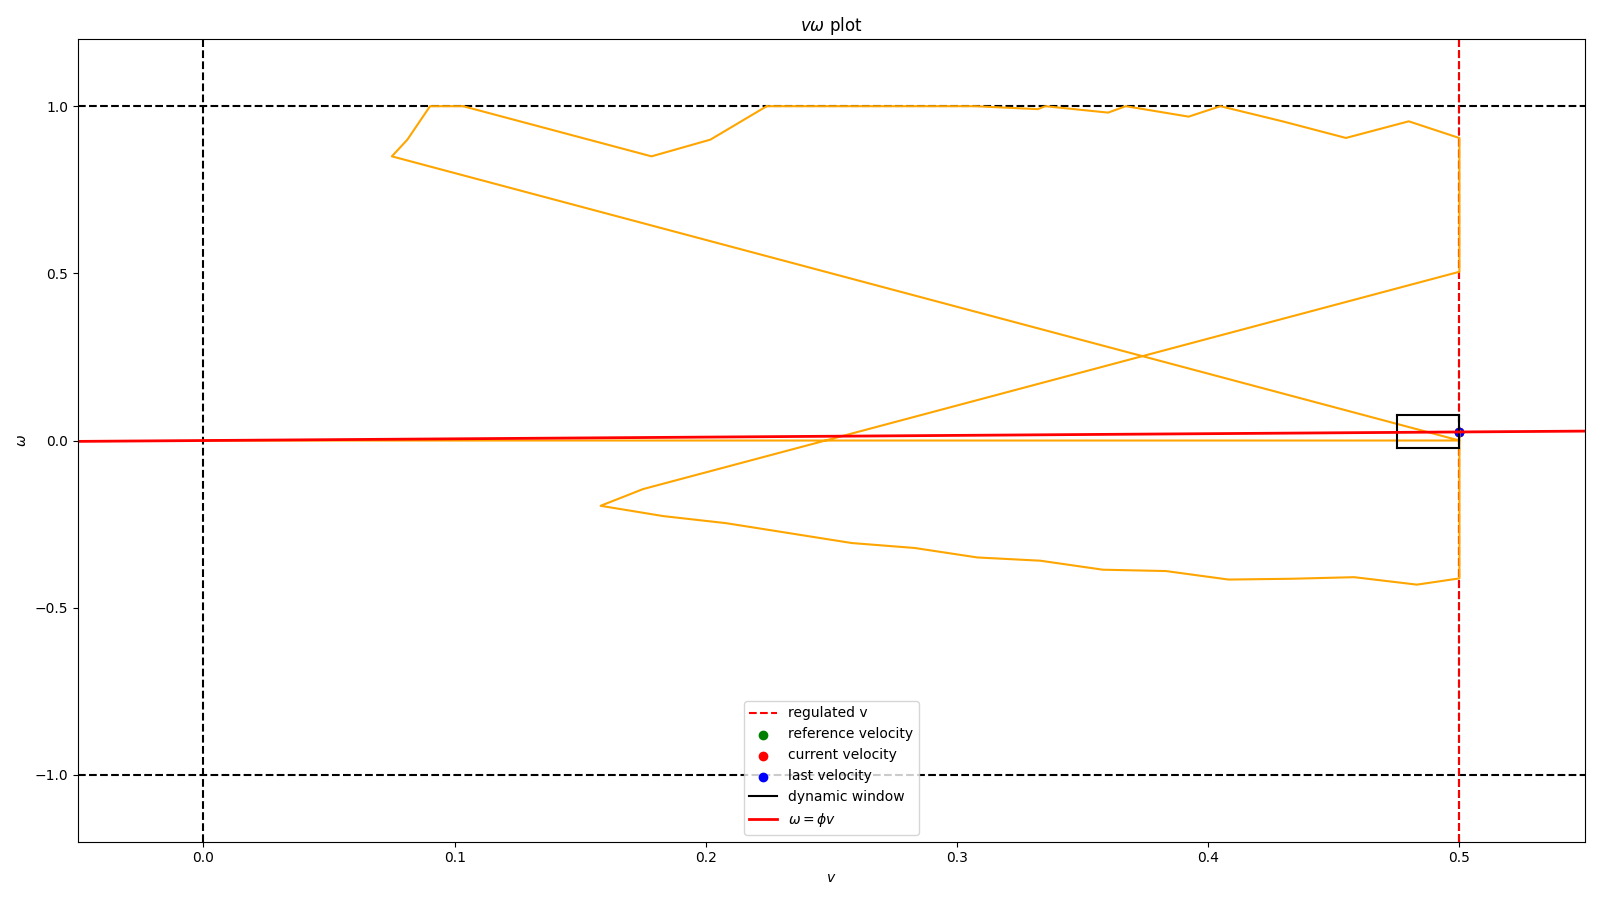 vω plot
1.0
0.5
0.0
−0.5
−1.0
ω
0.0 0.1 0.2 0.3 0.4 0.5
v
regulated v
reference velocity
current velocity
last velocity
dynamic window
ω = ϕv